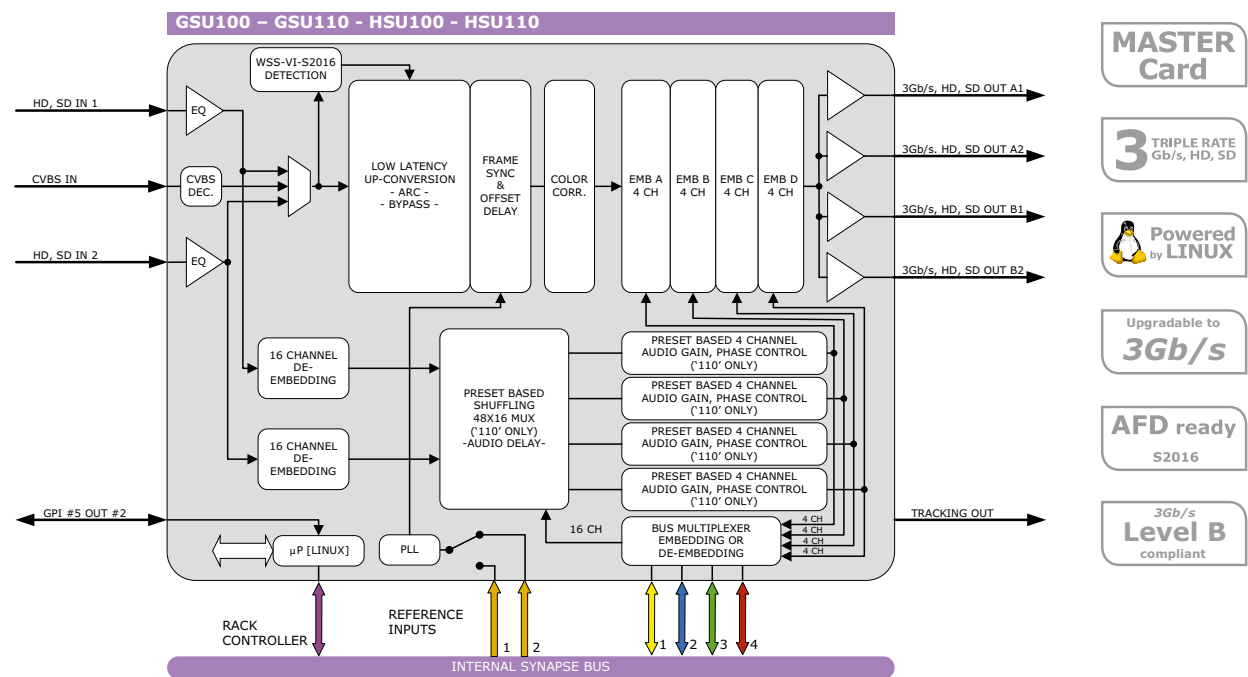 GSU100 – GSU110 - HSU100 - HSU110
WSS-VI-S2016
DETECTION
HD, SD IN 1
EQ
CVBS IN
CVBS
DEC.
HD, SD IN 2
EQ
LOW LATENCY
UP-CONVERSION
- ARC -
- BYPASS -
FRAME
SYNC
&
OFFSET
DELAY
COLOR
CORR.
EMB A
4 CH
EMB B
4 CH
EMB C
4 CH
EMB D
4 CH
3Gb/s, HD, SD OUT A1
3Gb/s. HD, SD OUT A2
3Gb/s, HD, SD OUT B1
3Gb/s, HD, SD OUT B2
16 CHANNEL
DE-
EMBEDDING
16 CHANNEL
DE-
EMBEDDING
PRESET BASED
SHUFFLING
48X16 MUX
('110' ONLY)
-AUDIO DELAY-
PRESET BASED 4 CHANNEL
AUDIO GAIN, PHASE CONTROL
('110' ONLY)
PRESET BASED 4 CHANNEL
AUDIO GAIN, PHASE CONTROL
('110' ONLY)
PRESET BASED 4 CHANNEL
AUDIO GAIN, PHASE CONTROL
('110' ONLY)
PRESET BASED 4 CHANNEL
AUDIO GAIN, PHASE CONTROL
('110' ONLY)
GPI #5 OUT #2
µP [LINUX]
PLL
16 CH
BUS MULTIPLEXER
EMBEDDING OR
DE-EMBEDDING
4 CH
4 CH
4 CH
4 CH
TRACKING OUT
RACK
CONTROLLER
REFERENCE
INPUTS
1
2
1
2
3
4
INTERNAL SYNAPSE BUS
MASTER
Card
3 TRIPLE RATE
Gb/s, HD, SD
Powered
by LINUX
Upgradable to
3Gb/s
AFD ready
S2016
3Gb/s
Level B
compliant